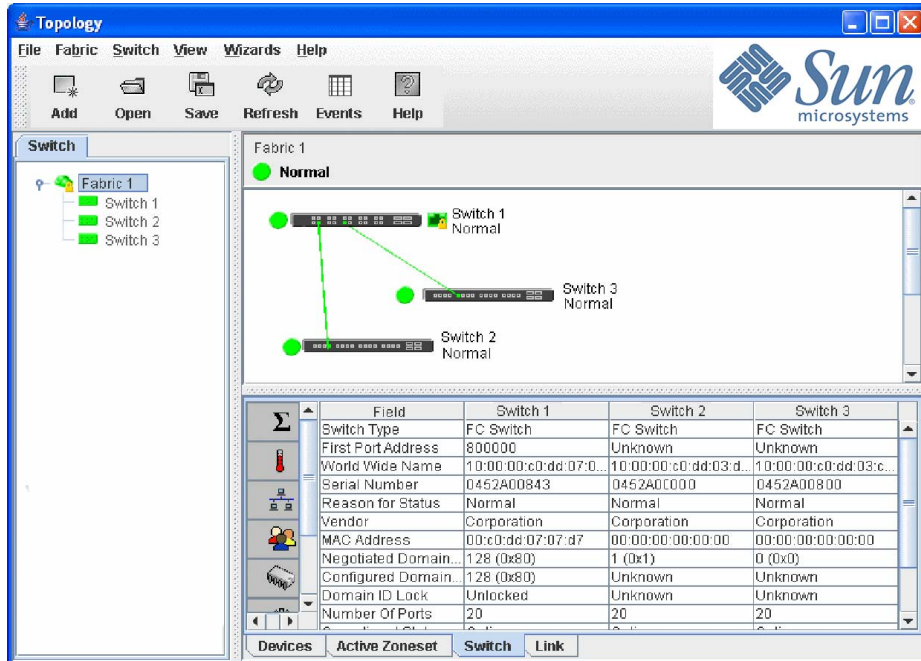 Topology
File Fabric Switch View Wizards Help
Add Open Save Refresh Events Help
Sun
microsystems
Switch
Fabric 1
Switch 1
Switch 2
Switch 3
Fabric 1
Normal
Switch 1
Normal
Switch 3
Normal
Switch 2
Normal
Field Switch 1 Switch 2 Switch 3
Switch Type FC Switch FC Switch FC Switch
First Port Address 800000 Unknown Unknown
World Wide Name 10:00:00:c0:dd:07:0... 10:00:00:c0:dd:03:d... 10:00:00:c0:dd:03:c...
Serial Number 0452A00843 0452A00000 0452A00800
Reason for Status Normal Normal Normal
Vendor Corporation Corporation Corporation
MAC Address 00:c0:dd:07:07:d7 00:00:00:00:00:00 00:00:00:00:00:00
Negotiated Domain... 128 (0x80) 1 (0x1) 0 (0x0)
Configured Domain... 128 (0x80) Unknown Unknown
Domain ID Lock Unlocked Unknown Unknown
Number Of Ports 20 20 20
Devices Active Zoneset Switch Link